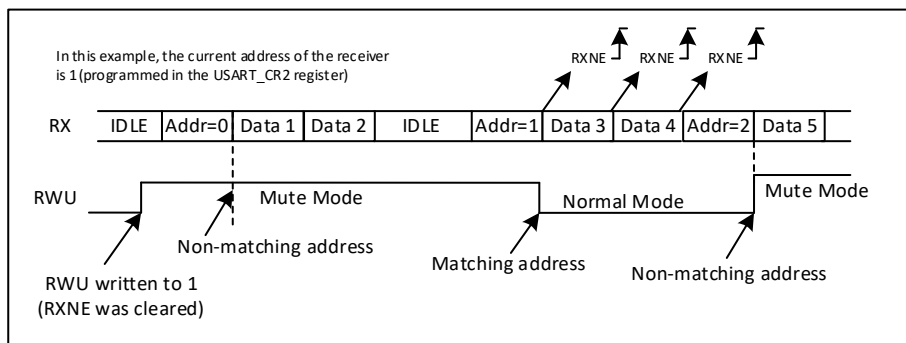 In this example, the current address of the receiver
is 1(programmed in the USART_CR2 register)
RXNE RXNE RXNE
RX IDLE Addr=0 Data 1 Data 2 IDLE Addr=1 Data 3 Data 4 Addr=2 Data 5
RWU Mute Mode Normal Mode Mute Mode
Non-matching address Matching address Non-matching address
RWU written to 1
(RXNE was cleared)